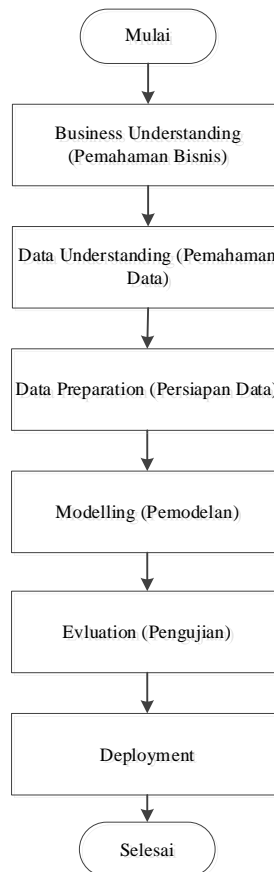 Mulai
Business Understanding
(Pemahaman Bisnis)
Data Understanding (Pemahaman
Data)
Data Preparation (Persiapan Data)
Modelling (Pemodelan)
Evluation (Pengujian)
Deployment
Selesai